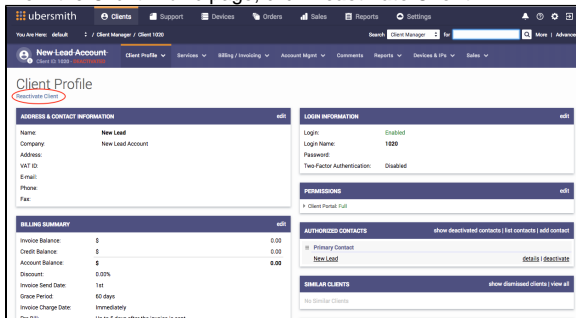 ubersmith
Clients
Support
Devices
Orders
Sales
Reports
Settings
You Are Here: default / Client Manager / Client 1020
Search Client Manager for
More | Advance
New Lead Account
Client ID 1020 - DEACTIVATED
Client Profile
Services
Billing / Invoicing
Account Mgmt
Comments
Reports
Devices & IPs
Sales
Client Profile
Reactivate Client
ADDRESS & CONTACT INFORMATION edit
Name: New Lead
Company: New Lead Account
Address:
VAT ID:
E-mail:
Phone:
Fax:
BILLING SUMMARY edit
Invoice Balance: $ 0.00
Credit Balance: $ 0.00
Account Balance: $ 0.00
Discount: 0.00%
Invoice Send Date: 1st
Grace Period: 60 days
Invoice Charge Date: Immediately
LOGIN INFORMATION edit
Login: Enabled
Login Name: 1020
Password:
Two-Factor Authentication: Disabled
PERMISSIONS edit
Client Portal: Full
AUTHORIZED CONTACTS show deactivated contacts | list contacts | add contact
Primary Contact
New Lead details | deactivate
SIMILAR CLIENTS show dismissed clients | view all
No Similar Clients